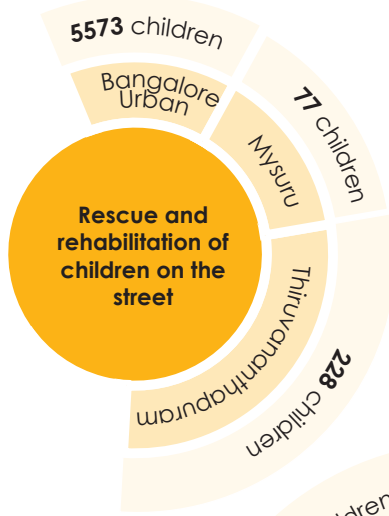 5573 children
Bangalore
Urban
77 children
Mysuru
Rescue and
rehabilitation of
children on the
street
Thiruvananthapuram
228 children